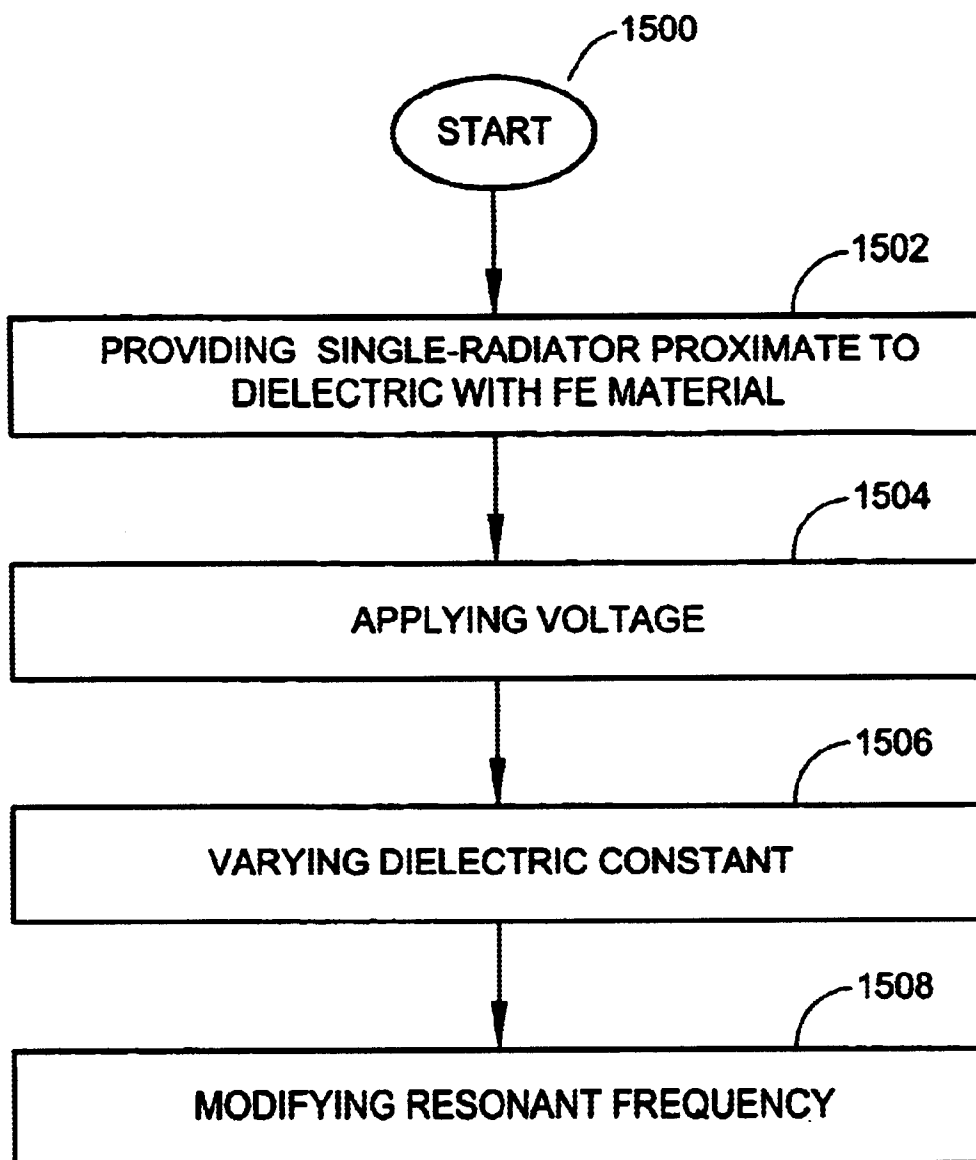 1500
START
1502
PROVIDING SINGLE-RADIATOR PROXIMATE TO
DIELECTRIC WITH FE MATERIAL
1504
APPLYING VOLTAGE
1506
VARYING DIELECTRIC CONSTANT
1508
MODIFYING RESONANT FREQUENCY